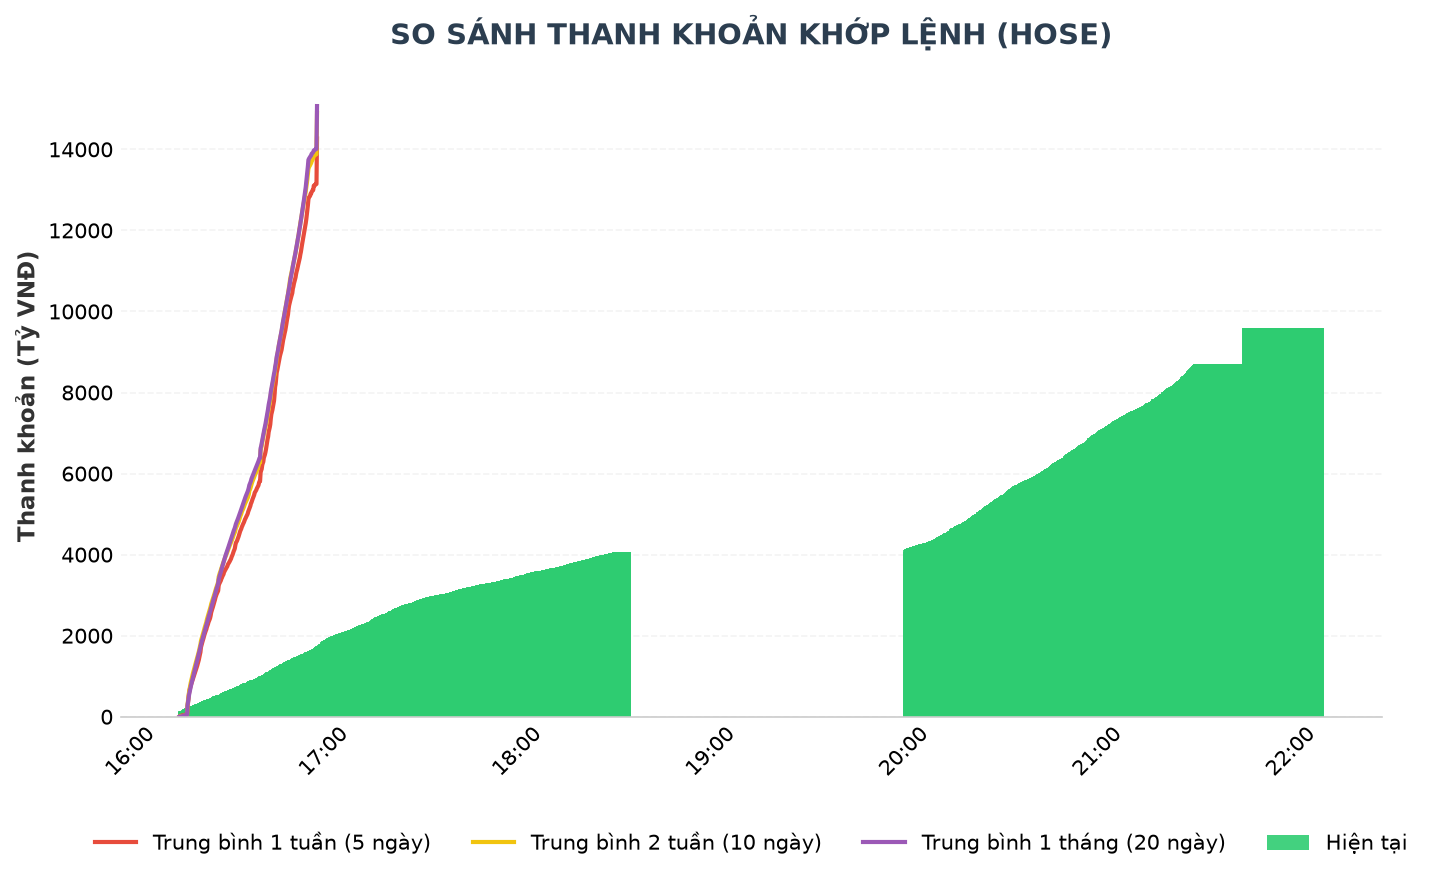 SO SÁNH THANH KHOẢN KHỚP LỆNH (HOSE)
Thanh khoản (Tỷ VNĐ)
14000
12000
10000
8000
6000
4000
2000
0
16:00 17:00 18:00 19:00 20:00 21:00 22:00
Trung bình 1 tuần (5 ngày) Trung bình 2 tuần (10 ngày) Trung bình 1 tháng (20 ngày) Hiện tại